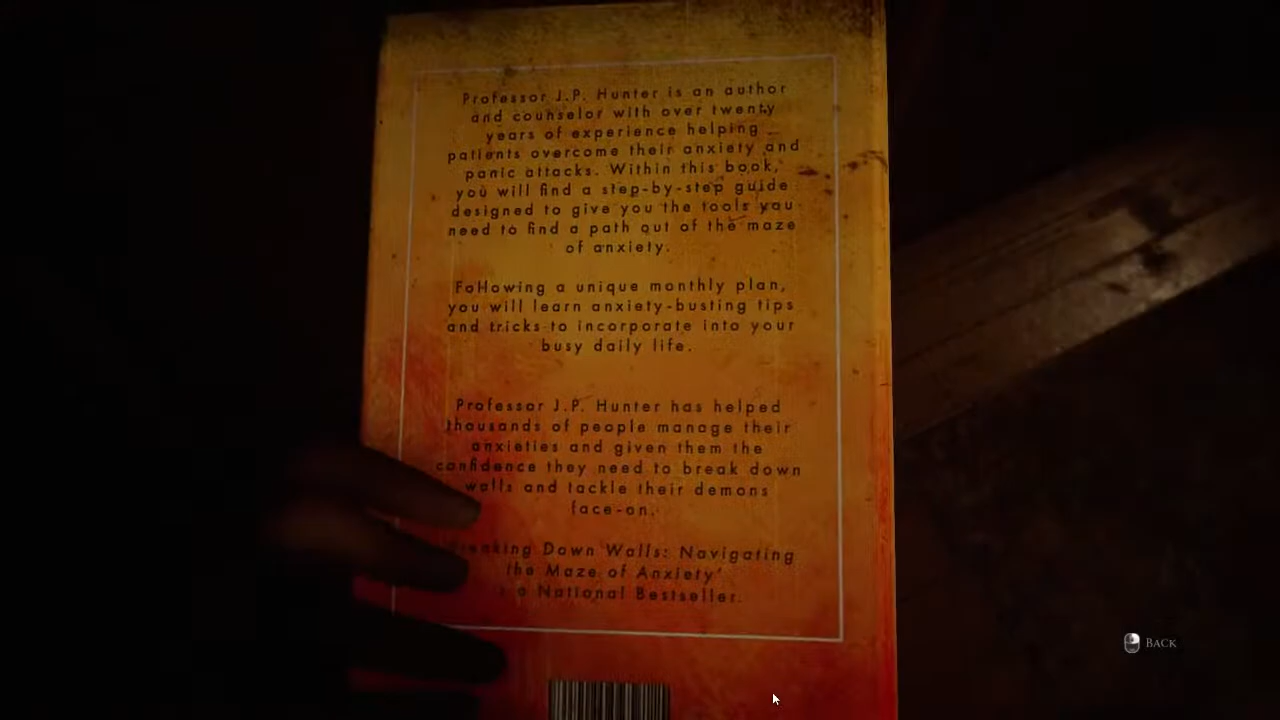 Professor J.P. Hunter is an author
and counselor with over twenty
years of experience helping
patients overcome their anxiety and
panic attacks. Within this book,
you will find a step-by-step guide
designed to give you the tools you
need to find a path out of the maze
of anxiety.
Following a unique monthly plan,
you will learn anxiety-busting tips
and tricks to incorporate into your
busy daily life.
Professor J.P. Hunter has helped
thousands of people manage their
anxieties and given them the
confidence they need to break down
walls and tackle their demons
face-on.
Breaking Down Walls: Navigating
the Maze of Anxiety'
a National Bestseller.
BACK